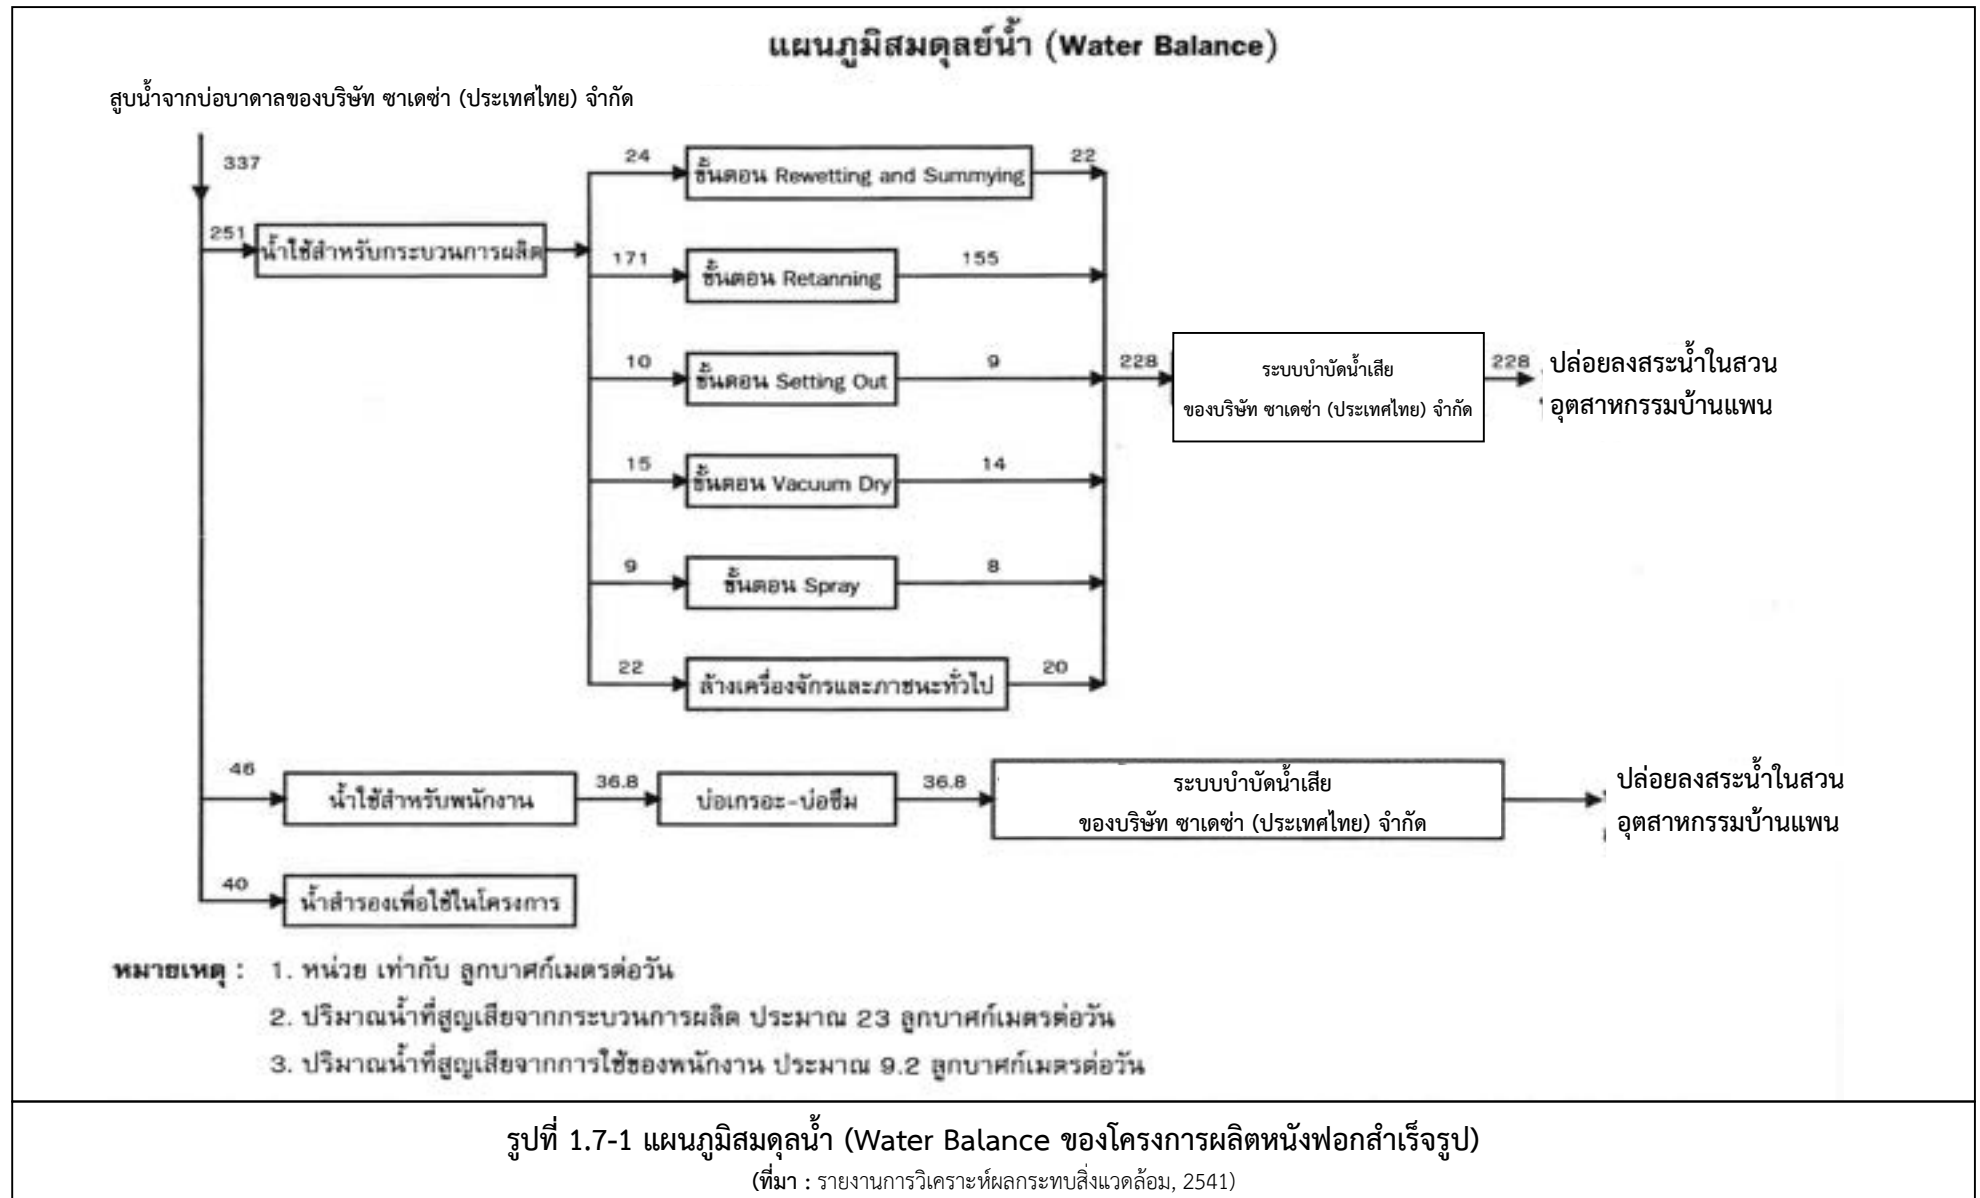 แผนภูมิสมดุลย์น้ำ (Water Balance)
สูบน้ำจากบ่อบาดาลของบริษัท ซาเดซ่า (ประเทศไทย) จำกัด
337
251
น้ำใช้สำหรับกระบวนการผลิต
24
ขั้นตอน Rewetting and Summying
22
171
ขั้นตอน Retanning
155
10
ขั้นตอน Setting Out
9
15
ขั้นตอน Vacuum Dry
14
9
ขั้นตอน Spray
8
22
ล้างเครื่องจักรและภาชนะทั่วไป
20
228
ระบบบำบัดน้ำเสีย
ของบริษัท ซาเดซ่า (ประเทศไทย) จำกัด
228
ปล่อยลงสระน้ำในสวน
อุตสาหกรรมบ้านแพน
46
น้ำใช้สำหรับพนักงาน
36.8
บ่อเกรอะ-บ่อซึม
36.8
ระบบบำบัดน้ำเสีย
ของบริษัท ซาเดซ่า (ประเทศไทย) จำกัด
ปล่อยลงสระน้ำในสวน
อุตสาหกรรมบ้านแพน
40
น้ำสำรองเพื่อใช้ในโครงการ
หมายเหตุ : 1. หน่วย เท่ากับ ลูกบาศก์เมตรต่อวัน
2. ปริมาณน้ำที่สูญเสียจากกระบวนการผลิต ประมาณ 23 ลูกบาศก์เมตรต่อวัน
3. ปริมาณน้ำที่สูญเสียจากการใช้ของพนักงาน ประมาณ 9.2 ลูกบาศก์เมตรต่อวัน
รูปที่ 1.7-1 แผนภูมิสมดุลน้ำ (Water Balance ของโครงการผลิตหนังฟอกสำเร็จรูป)
(ที่มา : รายงานการวิเคราะห์ผลกระทบสิ่งแวดล้อม, 2541)